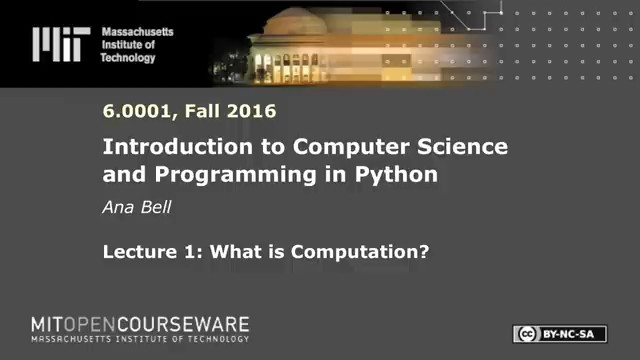 MIT
Massachusetts
Institute of
Technology
6.0001, Fall 2016
Introduction to Computer Science
and Programming in Python
Ana Bell
Lecture 1: What is Computation?
MITOPENCOURSEWARE
MASSACHUSETTS INSTITUTE OF TECHNOLOGY
cc BY-NC-SA